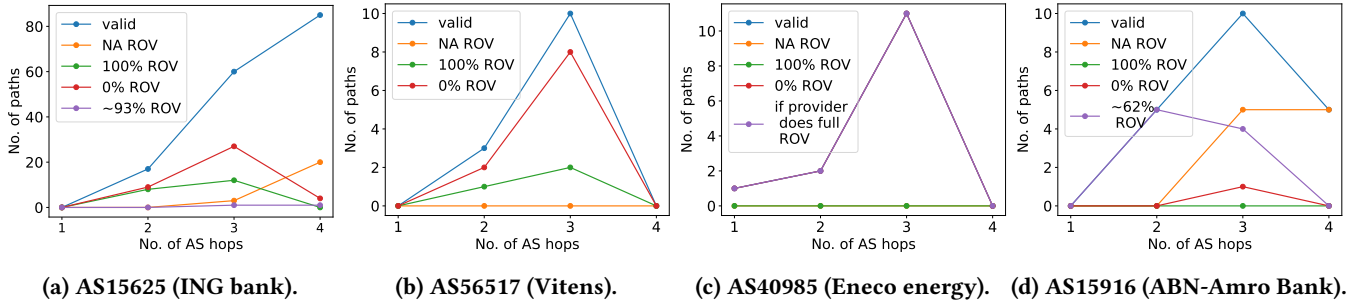 No. of paths
80
60
40
20
0
valid
NA ROV
100% ROV
0% ROV
~93% ROV
1
2
3
4
No. of AS hops
(a) AS15625 (ING bank).
No. of paths
10
8
6
4
2
0
valid
NA ROV
100% ROV
0% ROV
1
2
3
4
No. of AS hops
(b) AS56517 (Vitens).
No. of paths
10
8
6
4
2
0
valid
NA ROV
100% ROV
0% ROV
if provider
does full
ROV
1
2
3
4
No. of AS hops
(c) AS40985 (Eneco energy).
No. of paths
10
8
6
4
2
0
valid
NA ROV
100% ROV
0% ROV
~62%
ROV
1
2
3
4
No. of AS hops
(d) AS15916 (ABN-Amro Bank).